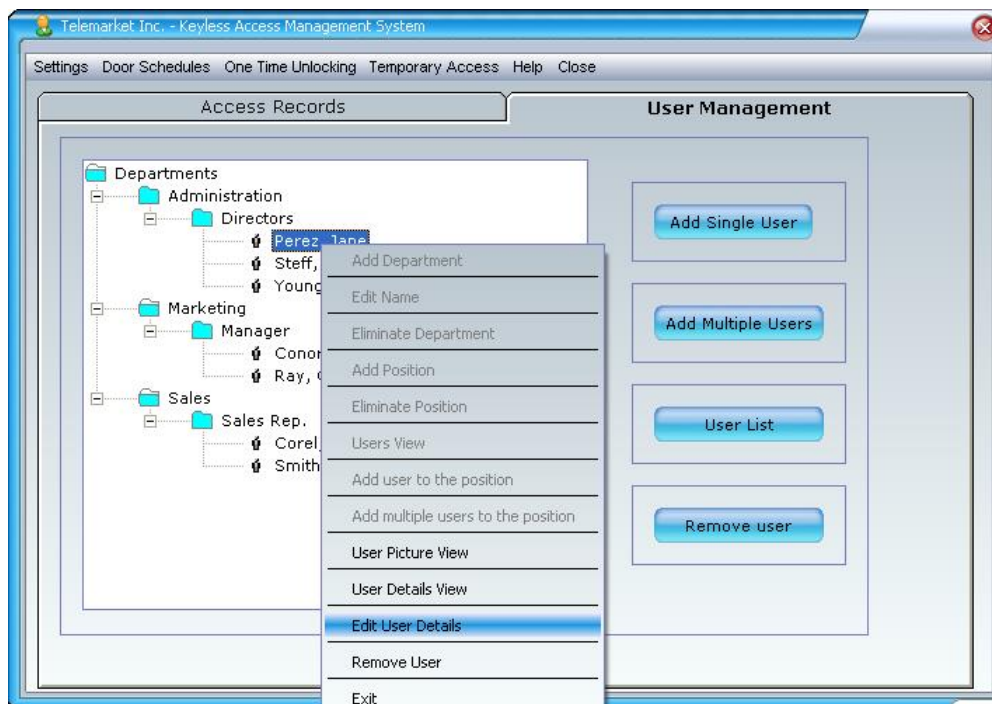 Telemarket Inc. - Keyless Access Management System
Settings Door Schedules One Time Unlocking Temporary Access Help Close
Access Records
User Management
Departments
Administration
Directors
Perez Jane
Steff,
Young
Marketing
Manager
Conor
Ray,
Sales
Sales Rep.
Corel,
Smith
Add Department
Edit Name
Eliminate Department
Add Position
Eliminate Position
Users View
Add user to the position
Add multiple users to the position
User Picture View
User Details View
Edit User Details
Remove User
Exit
Add Single User
Add Multiple Users
User List
Remove user